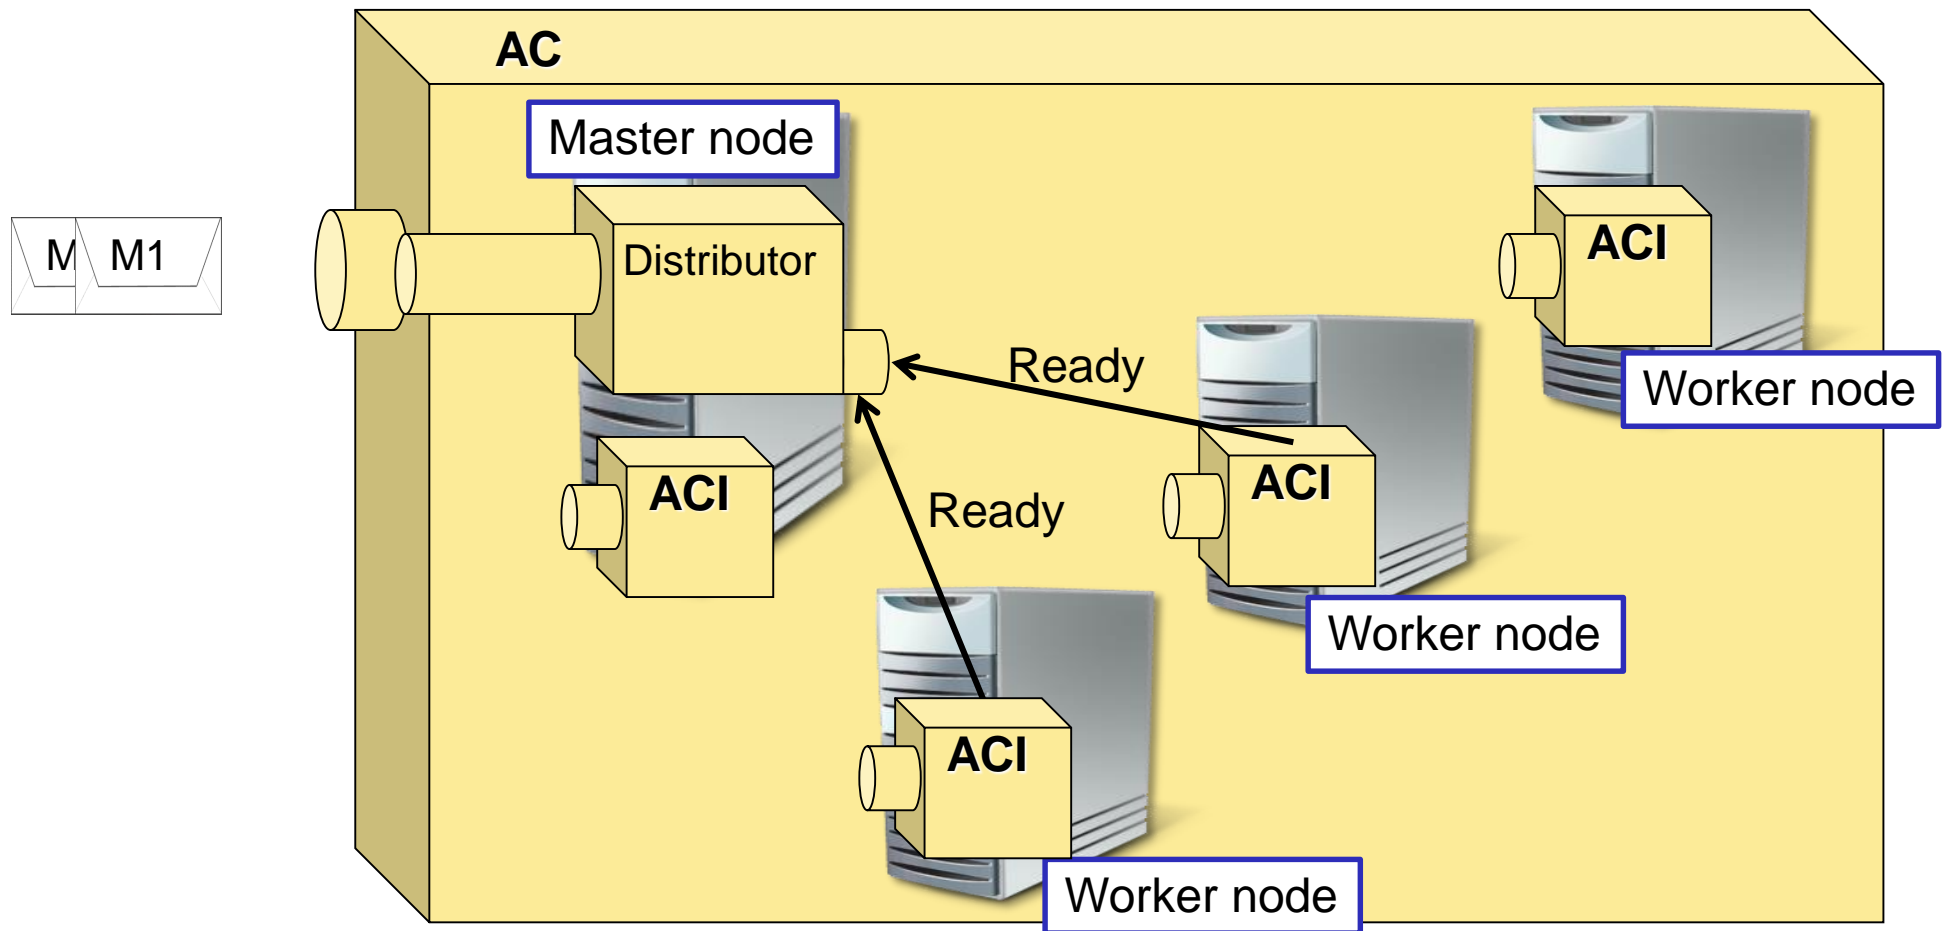 AC
Master node
M
M1
Distributor
ACI
Ready
Worker node
ACI
Ready
ACI
Worker node
ACI
Worker node